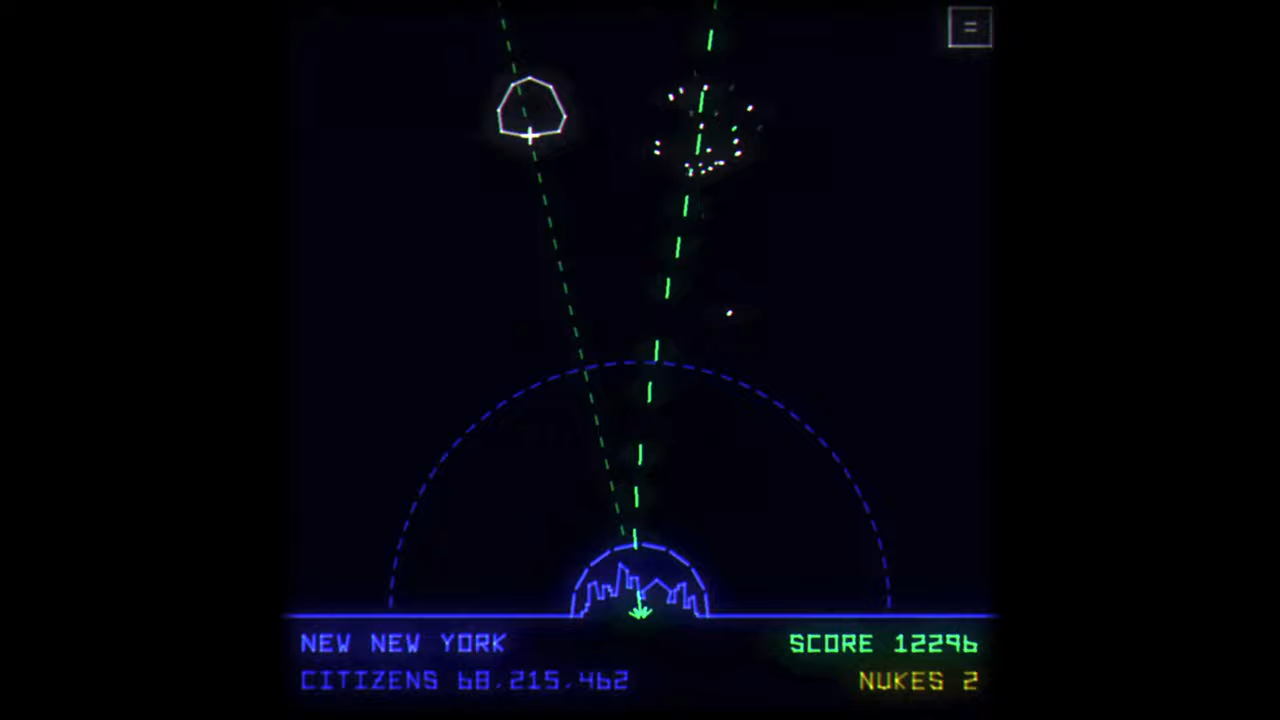 NEW NEW YORK
SCORE 12296
CITIZENS 68,215,462
NUKES 2